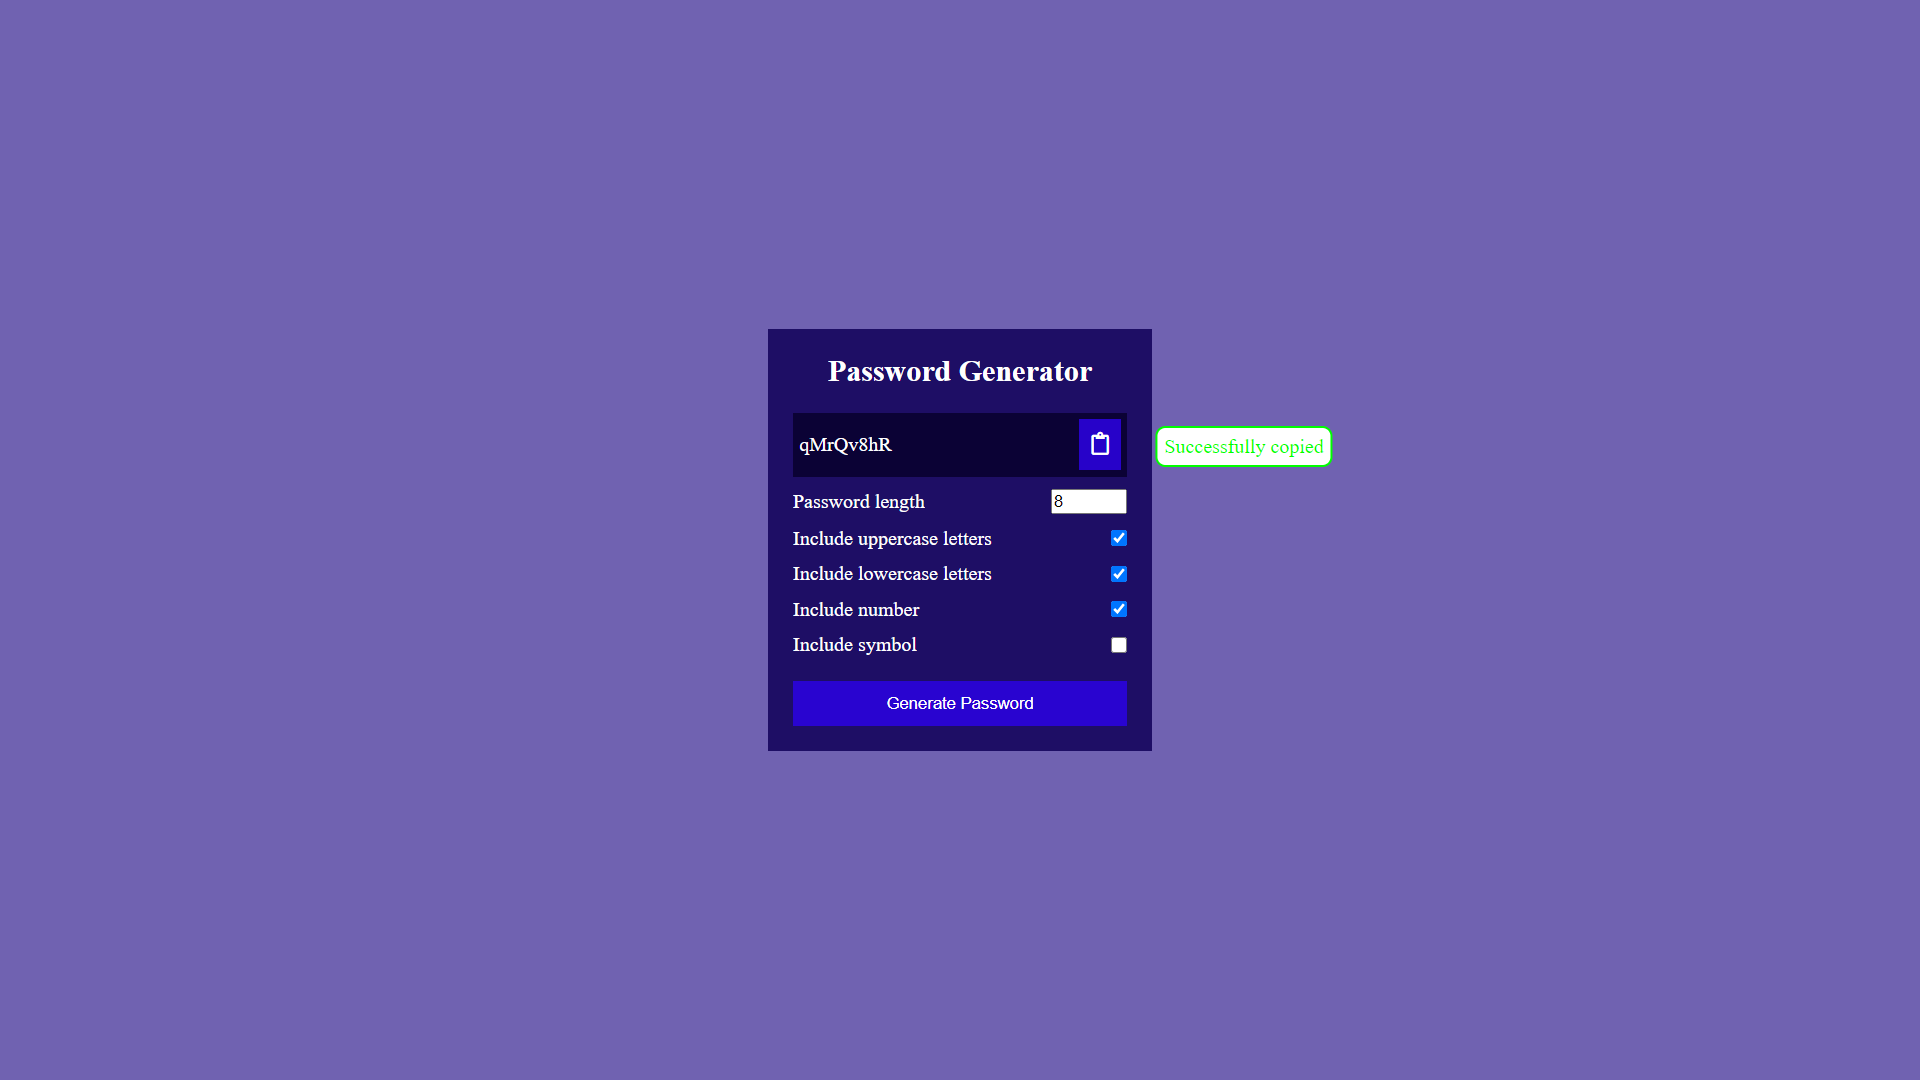 Password Generator
qMrQv8hR
Successfully copied
Password length
8
Include uppercase letters
Include lowercase letters
Include number
Include symbol
Generate Password